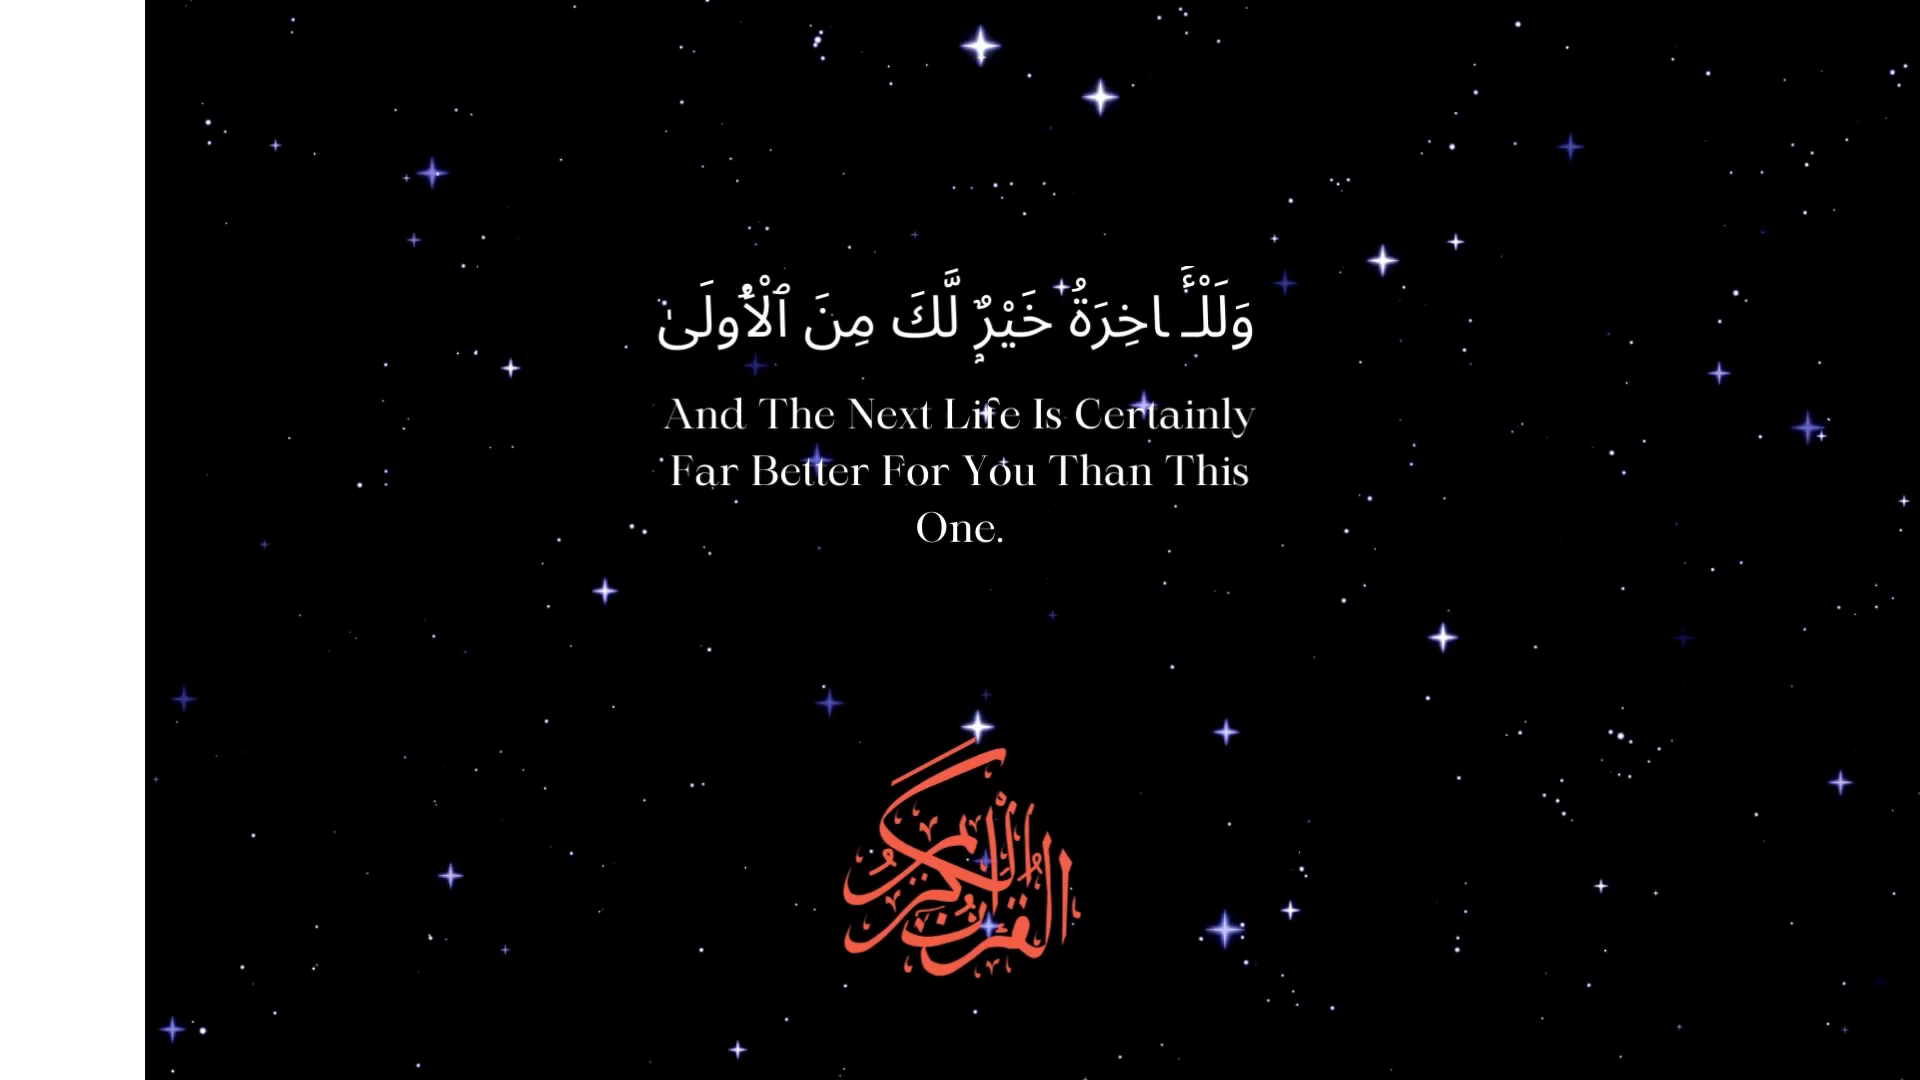 وَلَلْـَٔاخِرَةُ خَيْرٌۭ لَّكَ مِنَ ٱلْأُولَىٰ
And The Next Life Is Certainly
Far Better For You Than This
One.
القرآن الكريم